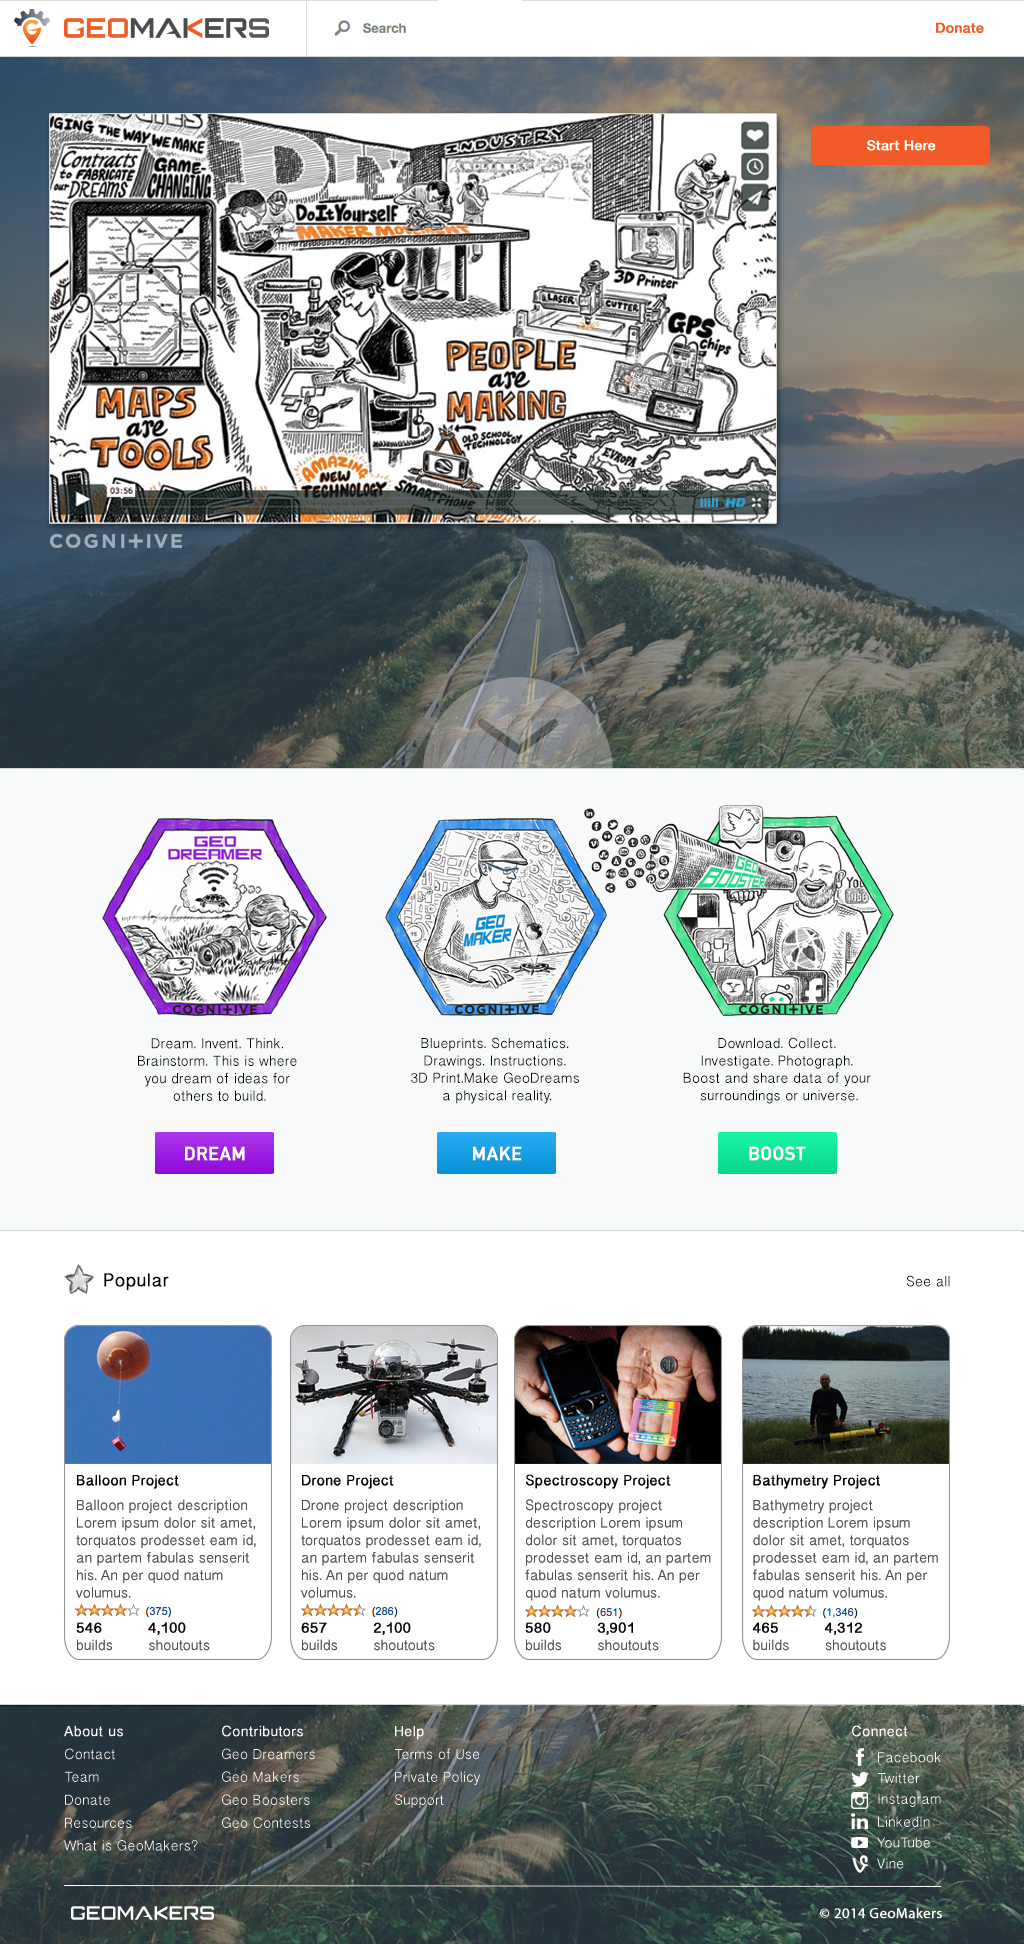 GEOMAKERS
Search
Donate
GING THE WAY WE MAKE
Contracts
to FABRICATE
our DREAMS
GAME-
CHANGING
DIY
INDUSTRY
Do It Yourself
MAKER MOVEMENT
3D Printer
LASER CUTTER
GPS
Chips
PEOPLE
are
MAKING
MAPS
are
TOOLS
OLD SCHOOL
TECHNOLOGY
EVROPA
AMAZING
NEW
TECHNOLOGY
SMARTPHONE
03:56
HD
Start Here
COGNITIVE
GEO
DREAMER
COGNITIVE
GEO
MAKER
COGNITIVE
GEO
BOOSTER
You
Tube
COGNITIVE
Dream. Invent. Think.
Brainstorm. This is where
you dream of ideas for
others to build.
Blueprints. Schematics.
Drawings. Instructions.
3D Print.Make GeoDreams
a physical reality.
Download. Collect.
Investigate. Photograph.
Boost and share data of your
surroundings or universe.
DREAM
MAKE
BOOST
Popular
See all
Balloon Project
Balloon project description
Lorem ipsum dolor sit amet,
torquatos prodesset eam id,
an partem fabulas senserit
his. An per quod natum
volumus.
(375)
546 4,100
builds shoutouts
Drone Project
Drone project description
Lorem ipsum dolor sit amet,
torquatos prodesset eam id,
an partem fabulas senserit
his. An per quod natum
volumus.
(286)
657 2,100
builds shoutouts
Spectroscopy Project
Spectroscopy project
description Lorem ipsum
dolor sit amet, torquatos
prodesset eam id, an partem
fabulas senserit his. An per
quod natum volumus.
(651)
580 3,901
builds shoutouts
Bathymetry Project
Bathymetry project
description Lorem ipsum
dolor sit amet, torquatos
prodesset eam id, an partem
fabulas senserit his. An per
quod natum volumus.
(1,346)
465 4,312
builds shoutouts
About us
Contact
Team
Donate
Resources
What is GeoMakers?
Contributors
Geo Dreamers
Geo Makers
Geo Boosters
Geo Contests
Help
Terms of Use
Private Policy
Support
Connect
Facebook
Twitter
Instagram
LinkedIn
YouTube
Vine
GEOMAKERS
© 2014 GeoMakers